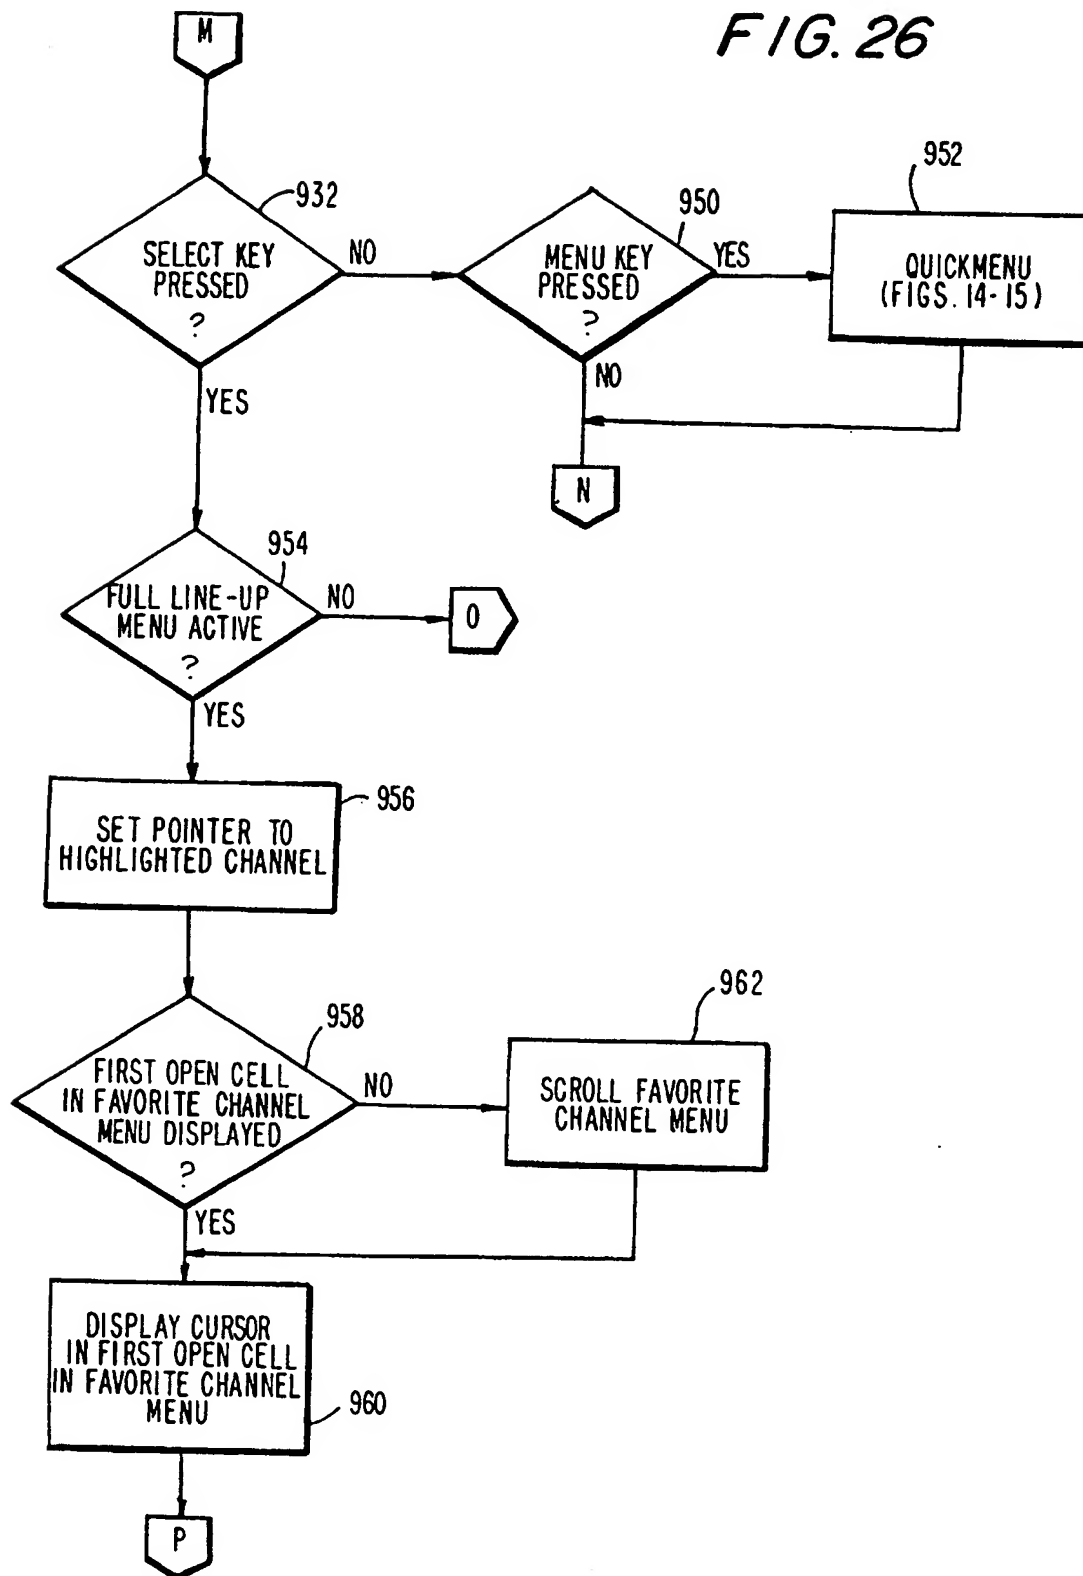 FIG. 26
M
932
SELECT KEY
PRESSED
?
NO
YES
950
MENU KEY
PRESSED
?
YES
NO
952
QUICKMENU
(FIGS. 14-15)
N
954
FULL LINE-UP
MENU ACTIVE
?
NO
YES
O
956
SET POINTER TO
HIGHLIGHTED CHANNEL
958
FIRST OPEN CELL
IN FAVORITE CHANNEL
MENU DISPLAYED
?
NO
YES
962
SCROLL FAVORITE
CHANNEL MENU
DISPLAY CURSOR
IN FIRST OPEN CELL
IN FAVORITE CHANNEL
MENU
960
P